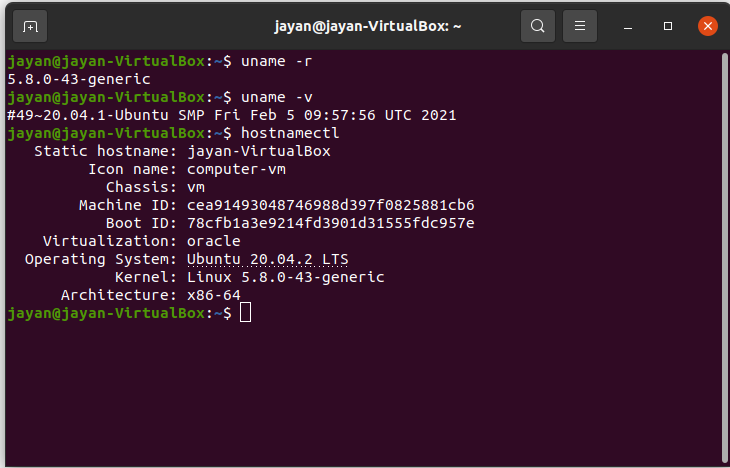 jayan@jayan-VirtualBox: ~
jayan@jayan-VirtualBox:~$ uname -r
5.8.0-43-generic
jayan@jayan-VirtualBox:~$ uname -v
#49~20.04.1-Ubuntu SMP Fri Feb 5 09:57:56 UTC 2021
jayan@jayan-VirtualBox:~$ hostnamectl
   Static hostname: jayan-VirtualBox
         Icon name: computer-vm
           Chassis: vm
        Machine ID: cea91493048746988d397f0825881cb6
           Boot ID: 78cfb1a3e9214fd3901d31555fdc957e
    Virtualization: oracle
  Operating System: Ubuntu 20.04.2 LTS
            Kernel: Linux 5.8.0-43-generic
      Architecture: x86-64
jayan@jayan-VirtualBox:~$